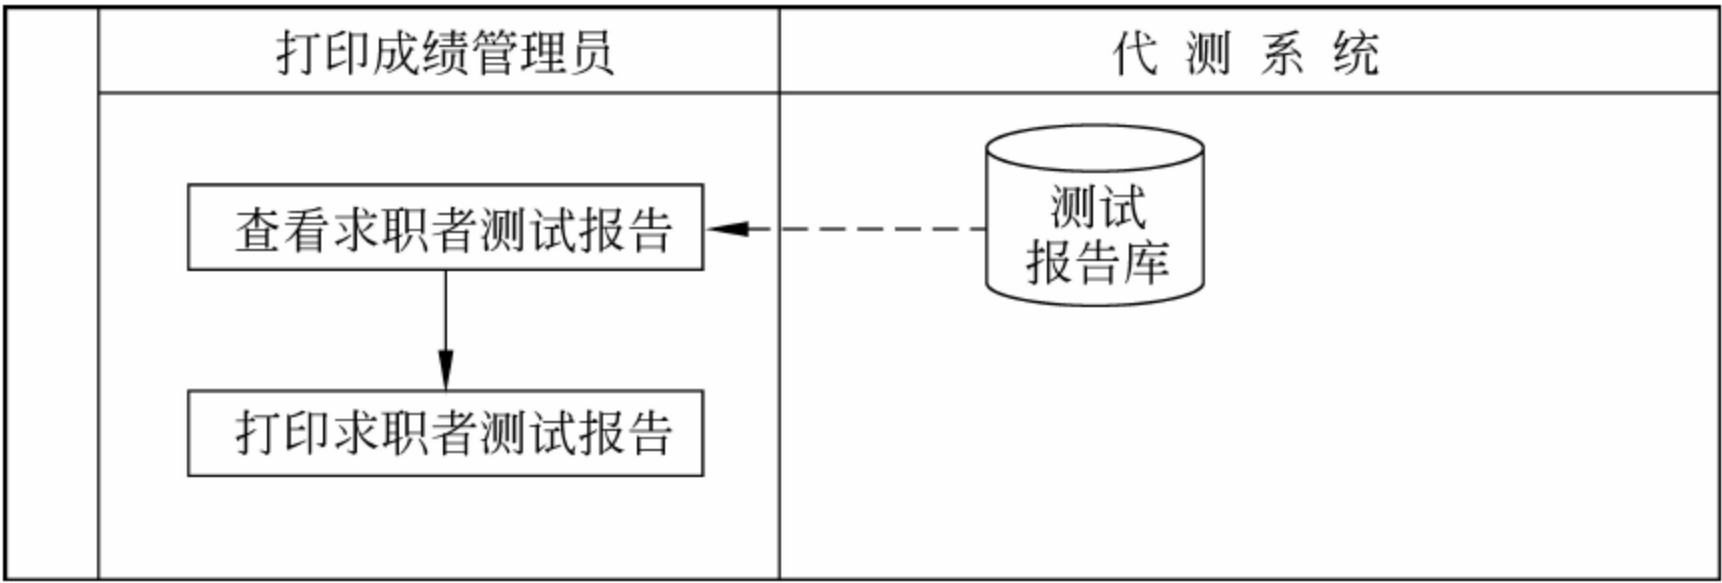 打印成绩管理员
代测系统
查看求职者测试报告
测试
报告库
打印求职者测试报告